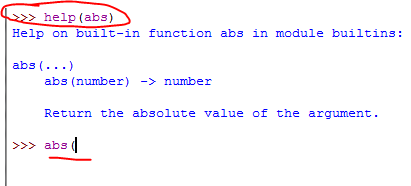 >>> help(abs)
Help on built-in function abs in module builtins:
abs(...)
abs(number) -> number
Return the absolute value of the argument.
>>> abs(